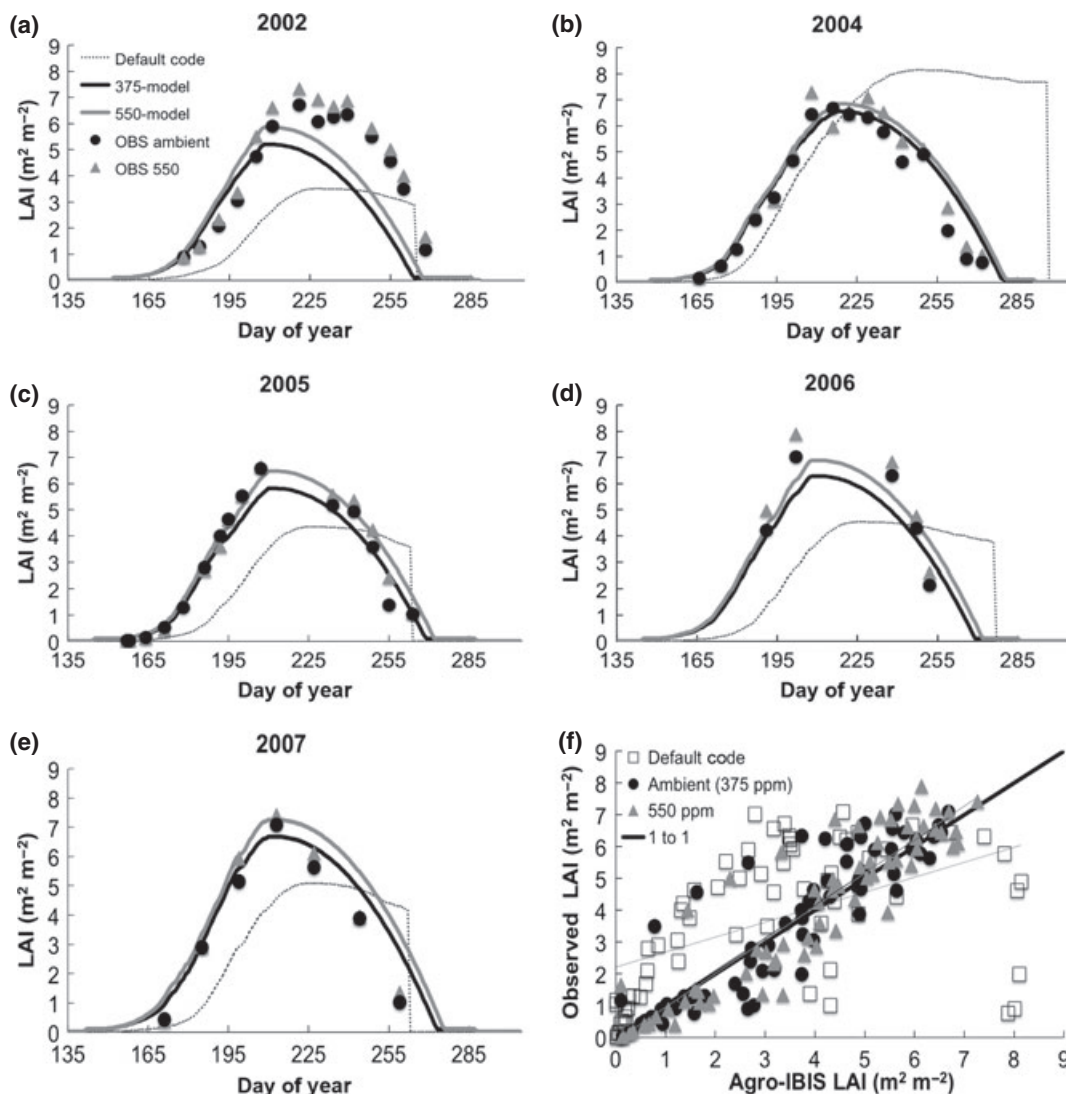 (a)
2002
9
8
7
6
5
4
3
2
1
0
LAI (m² m⁻²)
Default code
375-model
550-model
OBS ambient
OBS 550
135 165 195 225 255 285
Day of year
(b)
2004
9
8
7
6
5
4
3
2
1
0
LAI (m² m⁻²)
135 165 195 225 255 285
Day of year
(c)
2005
9
8
7
6
5
4
3
2
1
0
LAI (m² m⁻²)
135 165 195 225 255 285
Day of year
(d)
2006
9
8
7
6
5
4
3
2
1
0
LAI (m² m⁻²)
135 165 195 225 255 285
Day of year
(e)
2007
9
8
7
6
5
4
3
2
1
0
LAI (m² m⁻²)
135 165 195 225 255 285
Day of year
(f)
9
8
7
6
5
4
3
2
1
0
Observed LAI (m² m⁻²)
Default code
Ambient (375 ppm)
550 ppm
1 to 1
0 1 2 3 4 5 6 7 8 9
Agro-IBIS LAI (m² m⁻²)